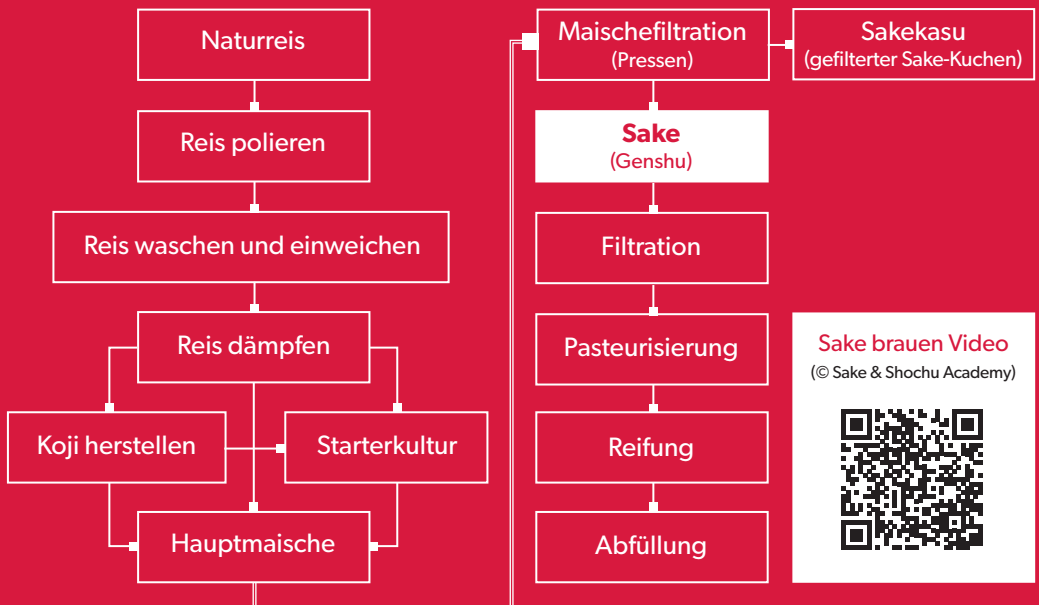 Naturreis
Reis polieren
Reis waschen und einweichen
Reis dämpfen
Koji herstellen
Starterkultur
Hauptmaische
Maischefiltration
(Pressen)
Sakekasu
(gefilterter Sake-Kuchen)
Sake
(Genshu)
Filtration
Pasteurisierung
Reifung
Abfüllung
Sake brauen Video
(© Sake & Shochu Academy)